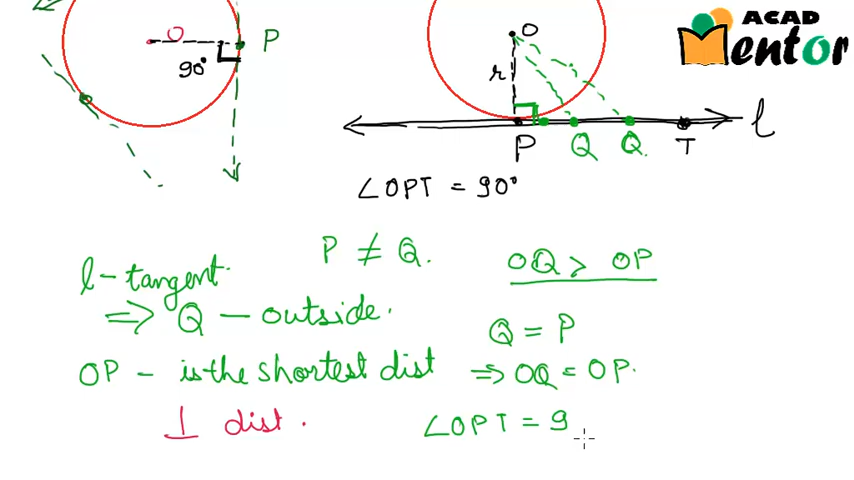 ACAD
Mentor
O
P
90°
O
r
l
P
Q
Q.
T
∠OPT = 90°
P ≠ Q.
OQ > OP
l - tangent.
⇒ Q - outside.
Q = P
OP - is the shortest dist
⇒ OQ = OP.
⊥ dist.
∠OPT = 9